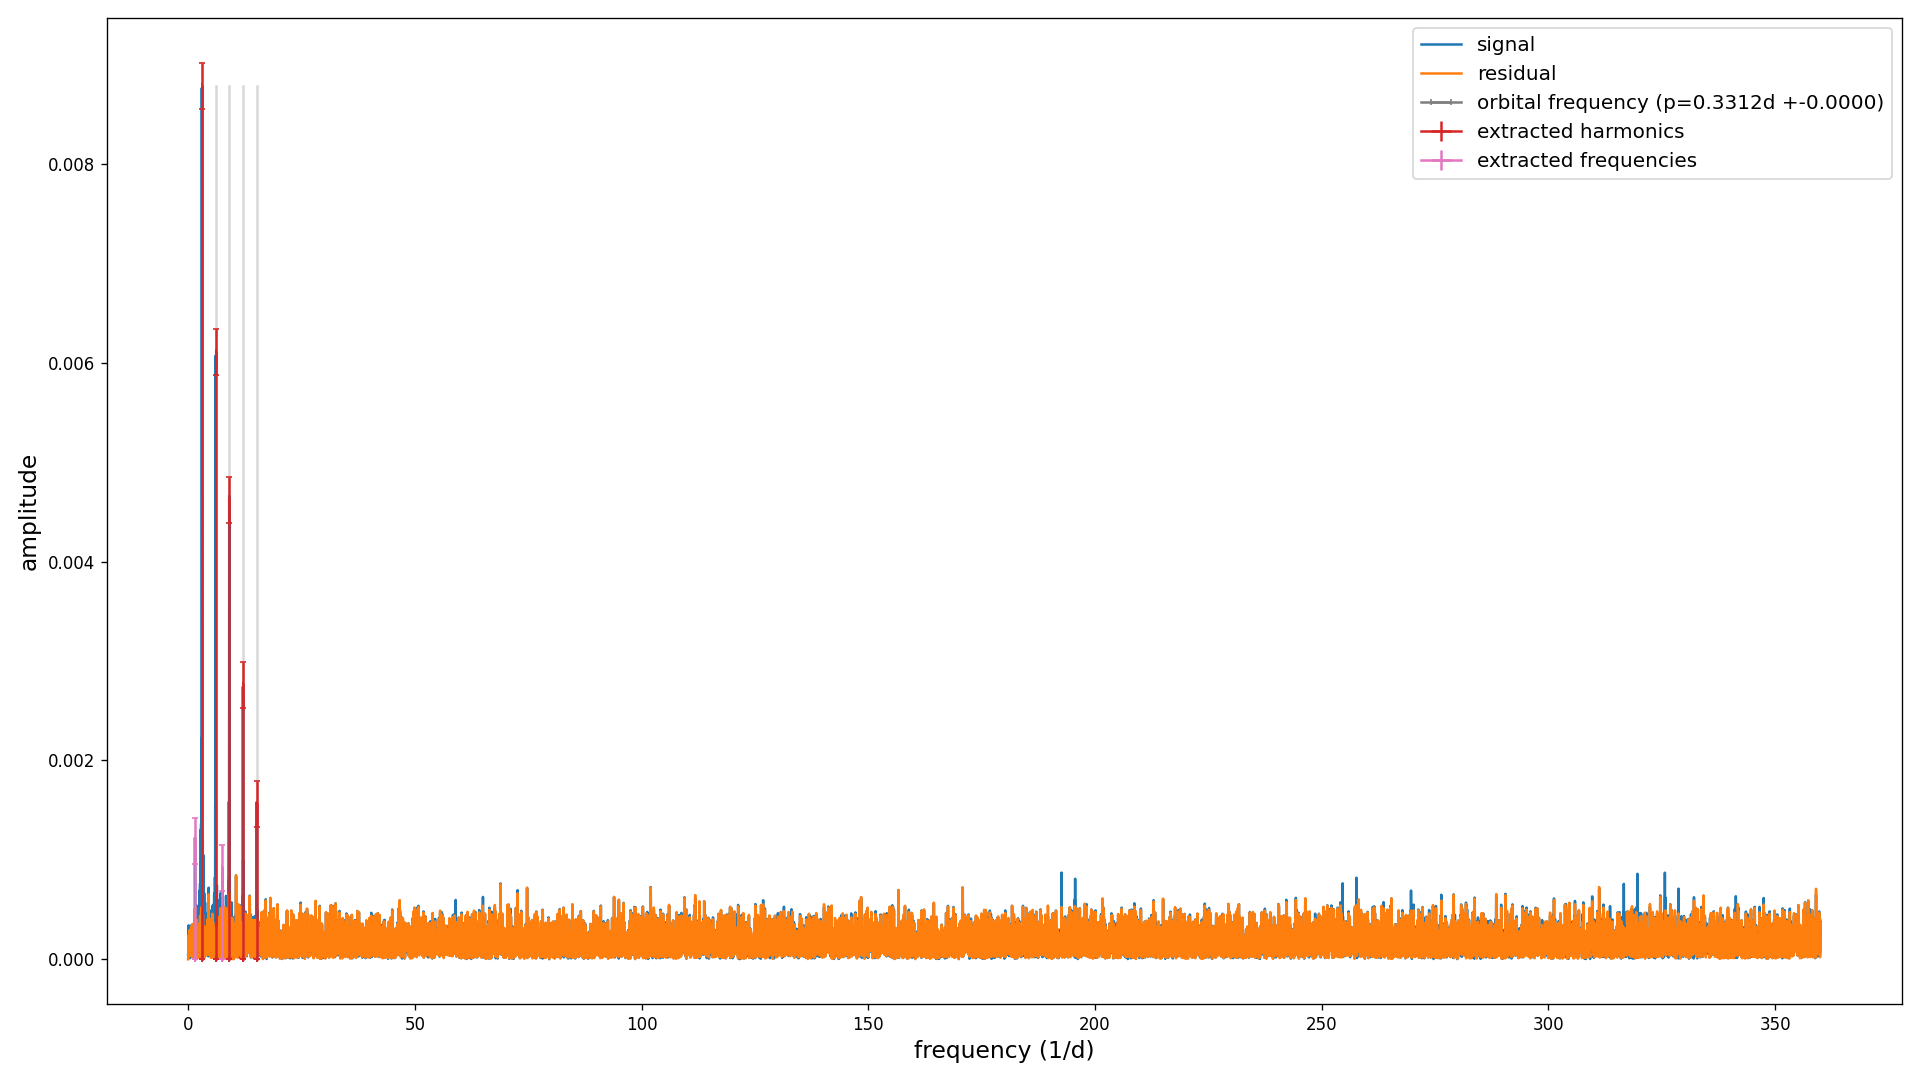 signal
residual
orbital frequency (p=0.3312d +-0.0000)
extracted harmonics
extracted frequencies
amplitude
0.008
0.006
0.004
0.002
0.000
0 50 100 150 200 250 300 350
frequency (1/d)